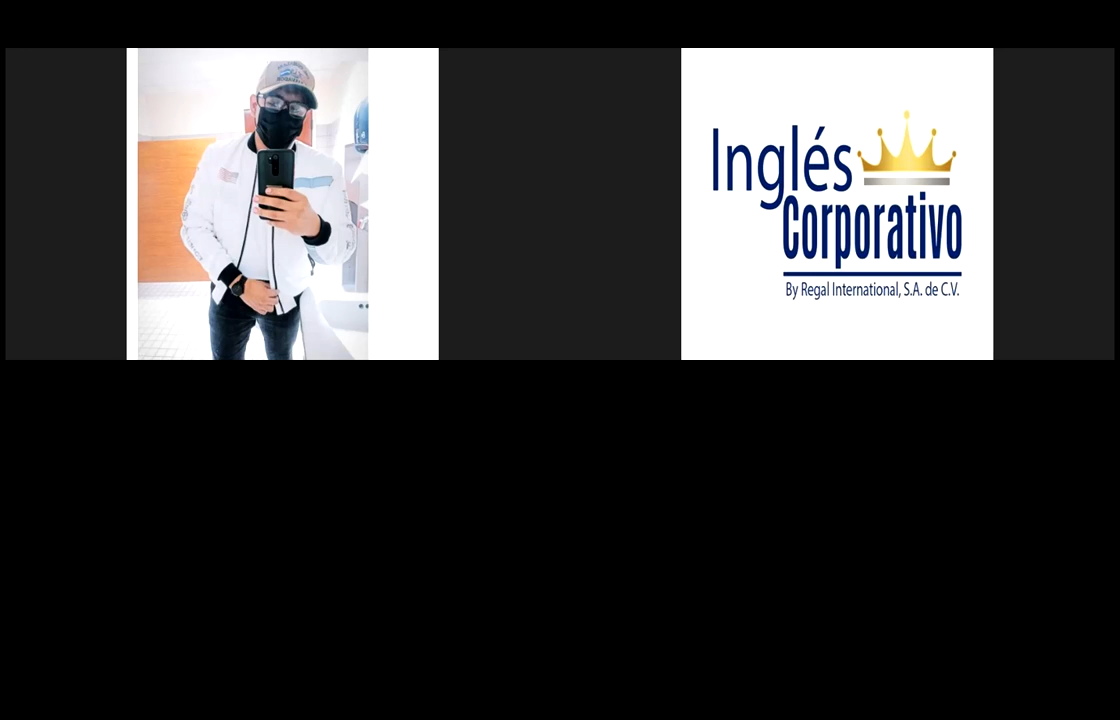 Inglés
Corporativo
By Regal International, S.A. de C.V.